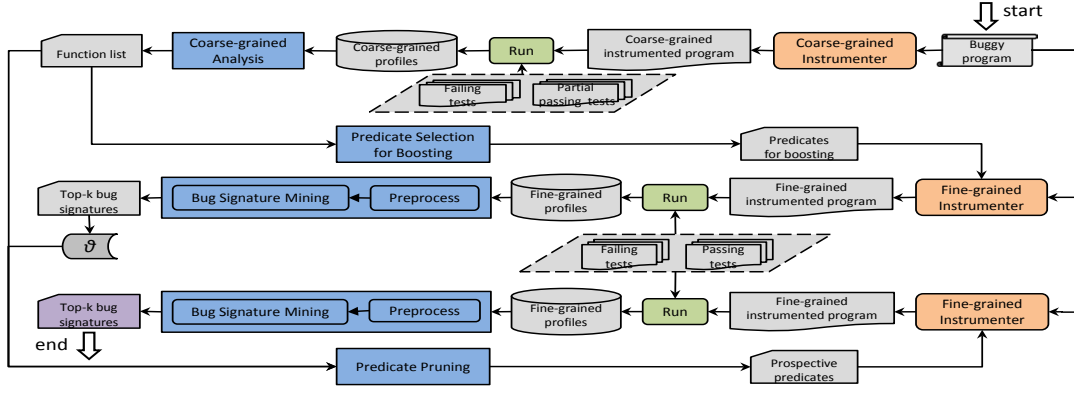 start
Function list
Coarse-grained
Analysis
Coarse-grained
profiles
Run
Coarse-grained
instrumented program
Coarse-grained
Instrumenter
Buggy
program
Failing
tests
Partial
passing tests
Predicate Selection
for Boosting
Predicates
for boosting
Top-k bug
signatures
Bug Signature Mining
Preprocess
Fine-grained
profiles
Run
Fine-grained
instrumented program
Fine-grained
Instrumenter
ϑ
Failing
tests
Passing
tests
Top-k bug
signatures
Bug Signature Mining
Preprocess
Fine-grained
profiles
Run
Fine-grained
instrumented program
Fine-grained
Instrumenter
end
Predicate Pruning
Prospective
predicates